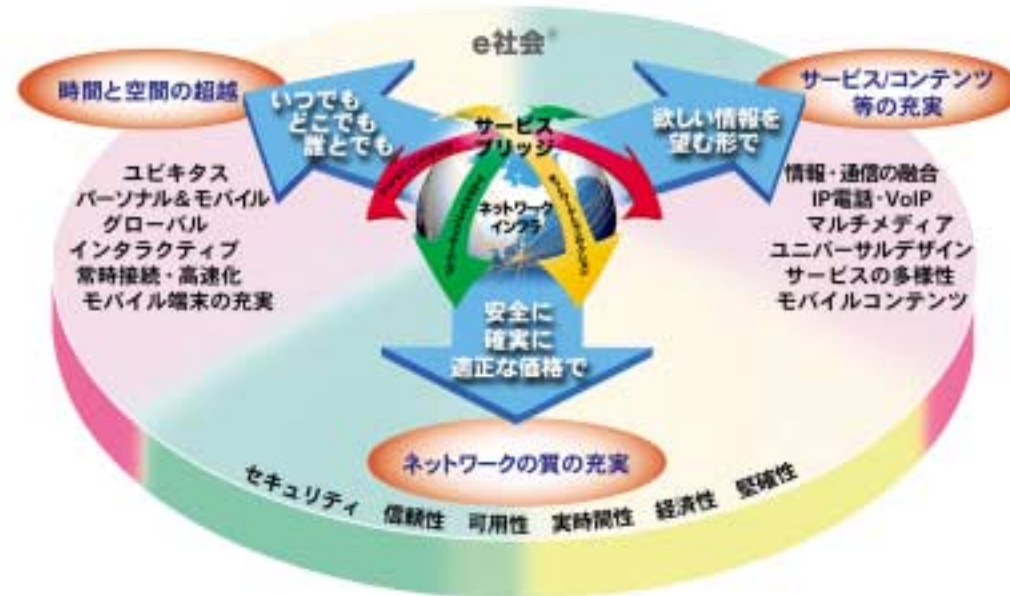 e社会
時間と空間の超越
サービス/コンテンツ
等の充実
いつでも
どこでも
誰とでも
サービス
ブリッジ
欲しい情報を
望む形で
ネットワーク
インフラ
ユビキタス
パーソナル&モバイル
グローバル
インタラクティブ
常時接続・高速化
モバイル端末の充実
情報・通信の融合
IP電話・VoIP
マルチメディア
ユニバーサルデザイン
サービスの多様性
モバイルコンテンツ
安全に
確実に
適正な価格で
ネットワークの質の充実
セキュリティ 信頼性 可用性 実時間性 経済性 堅確性